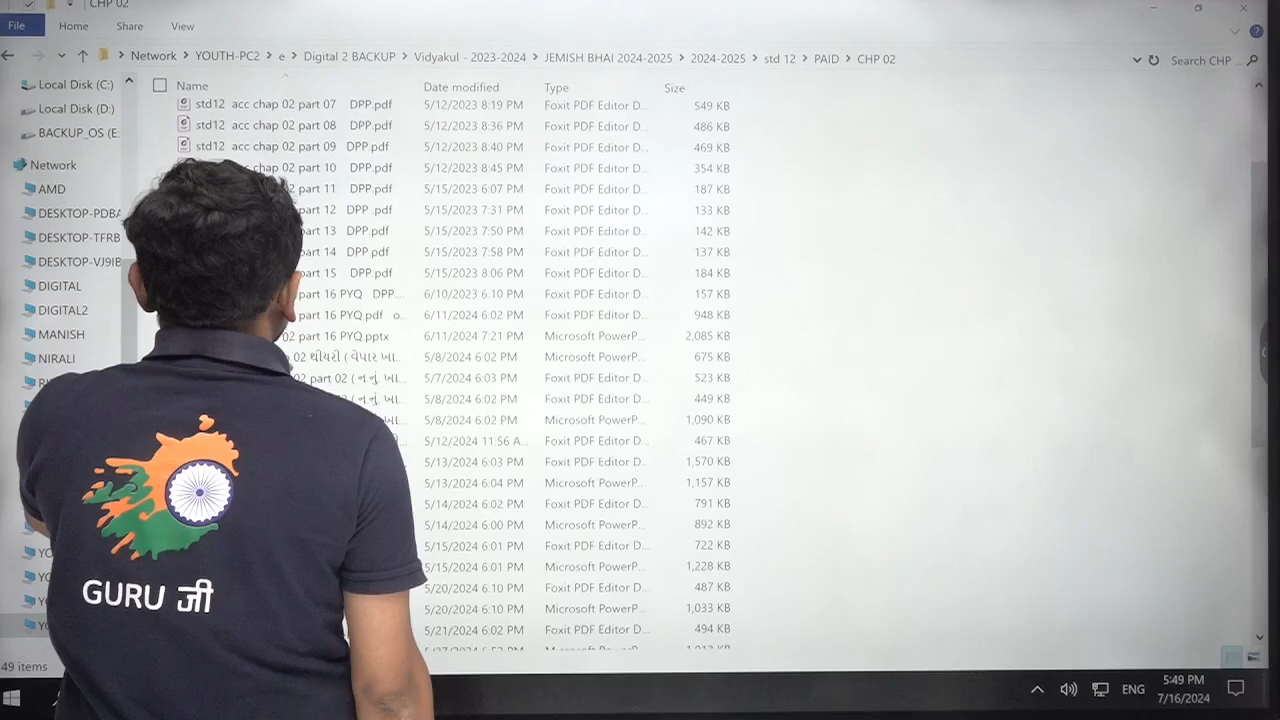 CHP 02
File Home Share View
Network YOUTH-PC2 e Digital 2 BACKUP Vidyakul - 2023-2024 JEMISH BHAI 2024-2025 2024-2025 std 12 PAID CHP 02 Search CHP ...
Name Date modified Type Size
Local Disk (C:)
Local Disk (D:)
BACKUP_OS (E:
Network
AMD
DESKTOP-PDBA
DESKTOP-TFRB
DESKTOP-VJ9IB
DIGITAL
DIGITAL2
MANISH
NIRALI
std12 acc chap 02 part 07 DPP.pdf 5/12/2023 8:19 PM Foxit PDF Editor D... 549 KB
std12 acc chap 02 part 08 DPP.pdf 5/12/2023 8:36 PM Foxit PDF Editor D... 486 KB
std12 acc chap 02 part 09 DPP.pdf 5/12/2023 8:40 PM Foxit PDF Editor D... 469 KB
chap 02 part 10 DPP.pdf 5/12/2023 8:45 PM Foxit PDF Editor D... 354 KB
part 11 DPP.pdf 5/15/2023 6:07 PM Foxit PDF Editor D... 187 KB
part 12 DPP .pdf 5/15/2023 7:31 PM Foxit PDF Editor D... 133 KB
part 13 DPP.pdf 5/15/2023 7:50 PM Foxit PDF Editor D... 142 KB
part 14 DPP.pdf 5/15/2023 7:58 PM Foxit PDF Editor D... 137 KB
part 15 DPP.pdf 5/15/2023 8:06 PM Foxit PDF Editor D... 184 KB
part 16 PYQ DPP.... 6/10/2023 6:10 PM Foxit PDF Editor D... 157 KB
part 16 PYQ.pdf o... 6/11/2024 6:02 PM Foxit PDF Editor D... 948 KB
02 part 16 PYQ.pptx 6/11/2024 7:21 PM Microsoft PowerP... 2,085 KB
02 થીયરી ( વેપાર ખા... 5/8/2024 6:02 PM Foxit PDF Editor D... 675 KB
02 part 02 ( નનું ખા... 5/7/2024 6:03 PM Foxit PDF Editor D... 523 KB
( નનું ખા... 5/8/2024 6:02 PM Foxit PDF Editor D... 449 KB
5/8/2024 6:02 PM Microsoft PowerP... 1,090 KB
5/12/2024 11:56 A... Foxit PDF Editor D... 467 KB
5/13/2024 6:03 PM Foxit PDF Editor D... 1,570 KB
5/13/2024 6:04 PM Microsoft PowerP... 1,157 KB
5/14/2024 6:02 PM Foxit PDF Editor D... 791 KB
5/14/2024 6:00 PM Microsoft PowerP... 892 KB
5/15/2024 6:01 PM Foxit PDF Editor D... 722 KB
5/15/2024 6:01 PM Microsoft PowerP... 1,228 KB
5/20/2024 6:10 PM Foxit PDF Editor D... 487 KB
5/20/2024 6:10 PM Microsoft PowerP... 1,033 KB
5/21/2024 6:02 PM Foxit PDF Editor D... 494 KB
GURU जी
49 items
ENG
5:49 PM
7/16/2024